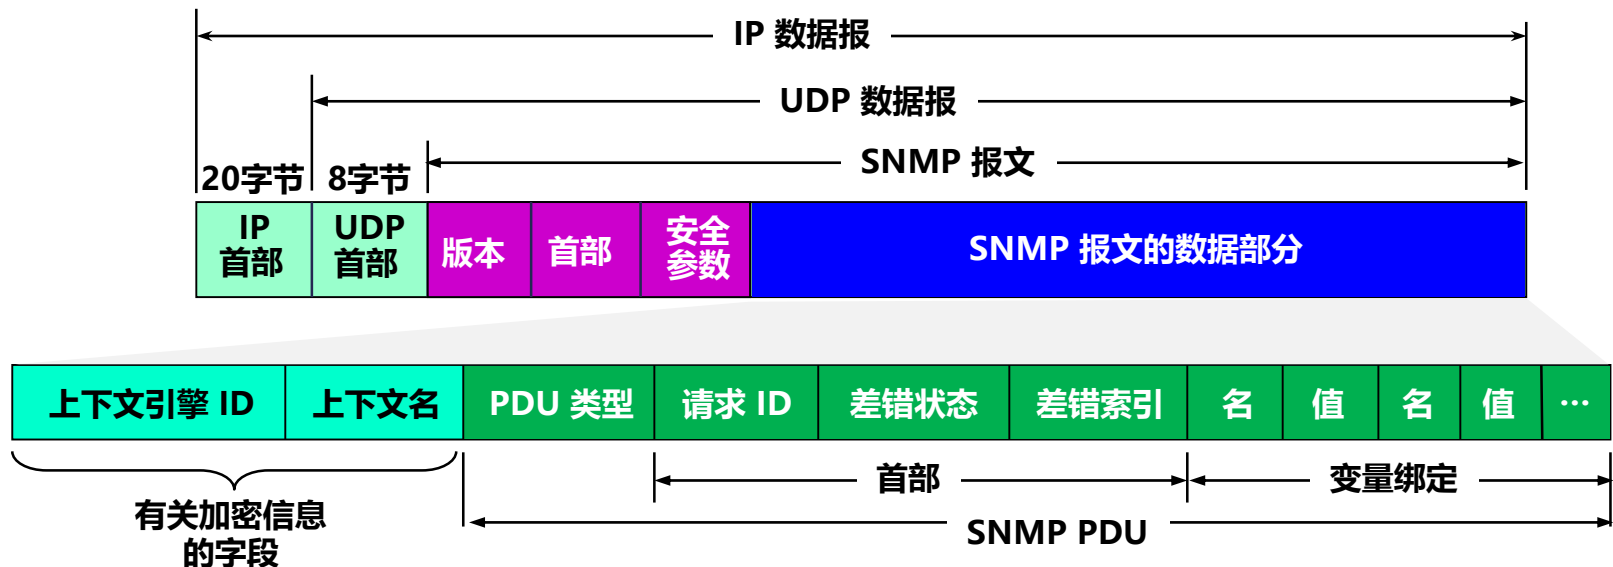 IP 数据报
UDP 数据报
SNMP 报文
20字节 8字节
IP
首部
UDP
首部
版本
首部
安全
参数
SNMP 报文的数据部分
上下文引擎 ID
上下文名
PDU 类型
请求 ID
差错状态
差错索引
名
值
名
值
...
首部
变量绑定
有关加密信息
的字段
SNMP PDU